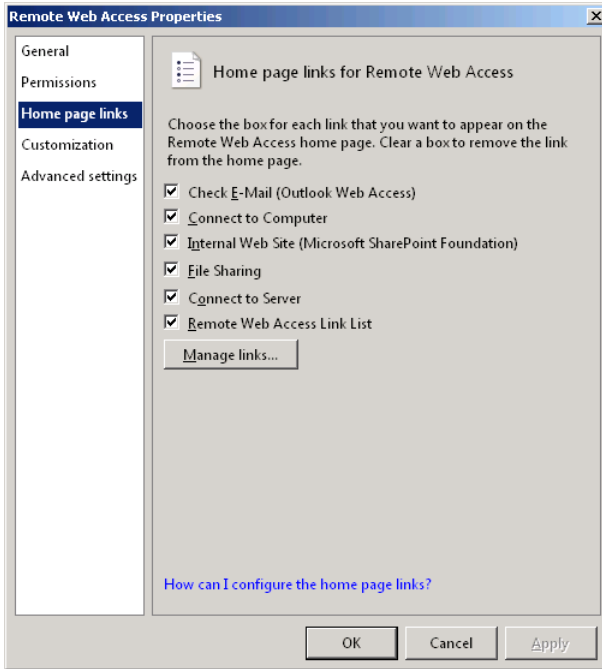 Remote Web Access Properties
General
Permissions
Home page links
Customization
Advanced settings
Home page links for Remote Web Access
Choose the box for each link that you want to appear on the
Remote Web Access home page. Clear a box to remove the link
from the home page.
Check E-Mail (Outlook Web Access)
Connect to Computer
Internal Web Site (Microsoft SharePoint Foundation)
File Sharing
Connect to Server
Remote Web Access Link List
Manage links...
How can I configure the home page links?
OK
Cancel
Apply